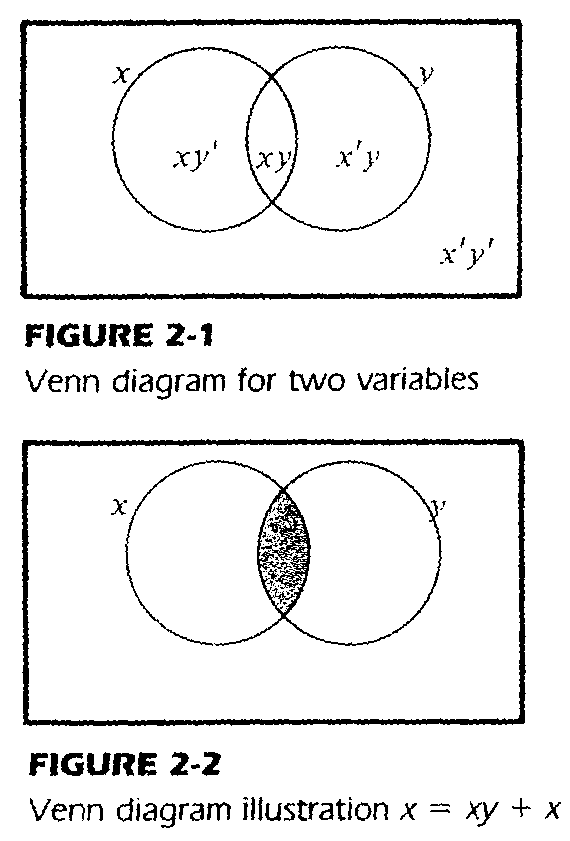 x y
xy' xy x'y
x'y'
FIGURE 2-1
Venn diagram for two variables
x y
FIGURE 2-2
Venn diagram illustration x = xy + x